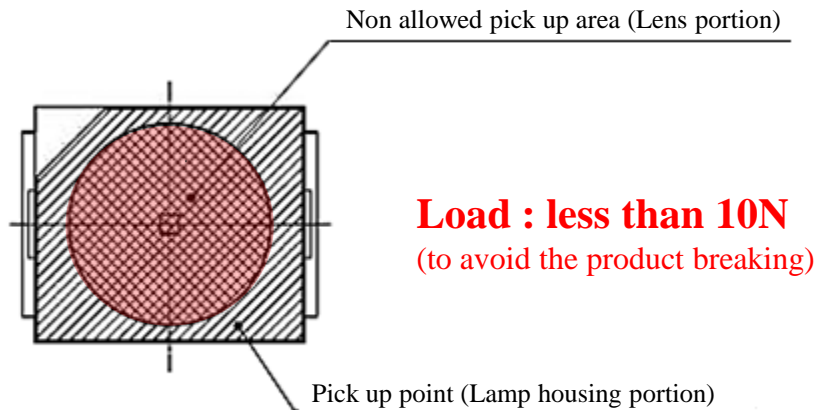 Non allowed pick up area (Lens portion)
Load : less than 10N
(to avoid the product breaking)
Pick up point (Lamp housing portion)